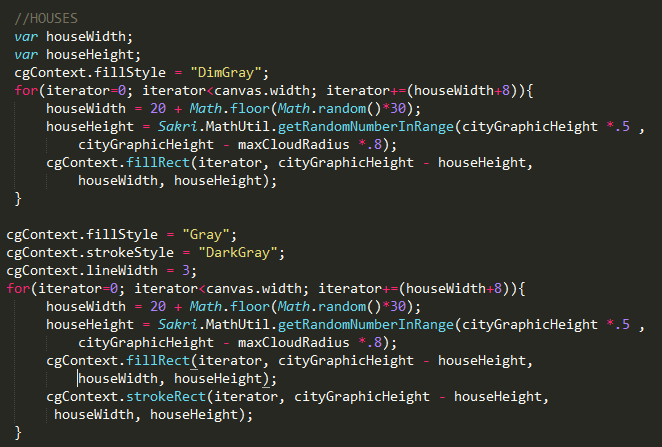 //HOUSES
var houseWidth;
var houseHeight;
cgContext.fillStyle = "DimGray";
for(iterator=0; iterator<canvas.width; iterator+=(houseWidth+8)){
houseWidth = 20 + Math.floor(Math.random()*30);
houseHeight = Sakri.MathUtil.getRandomNumberInRange(cityGraphicHeight *.5 ,
cityGraphicHeight - maxCloudRadius *.8);
cgContext.fillRect(iterator, cityGraphicHeight - houseHeight,
houseWidth, houseHeight);
}
cgContext.fillStyle = "Gray";
cgContext.strokeStyle = "DarkGray";
cgContext.lineWidth = 3;
for(iterator=0; iterator<canvas.width; iterator+=(houseWidth+8)){
houseWidth = 20 + Math.floor(Math.random()*30);
houseHeight = Sakri.MathUtil.getRandomNumberInRange(cityGraphicHeight *.5 ,
cityGraphicHeight - maxCloudRadius *.8);
cgContext.fillRect(iterator, cityGraphicHeight - houseHeight,
houseWidth, houseHeight);
cgContext.strokeRect(iterator, cityGraphicHeight - houseHeight,
houseWidth, houseHeight);
}